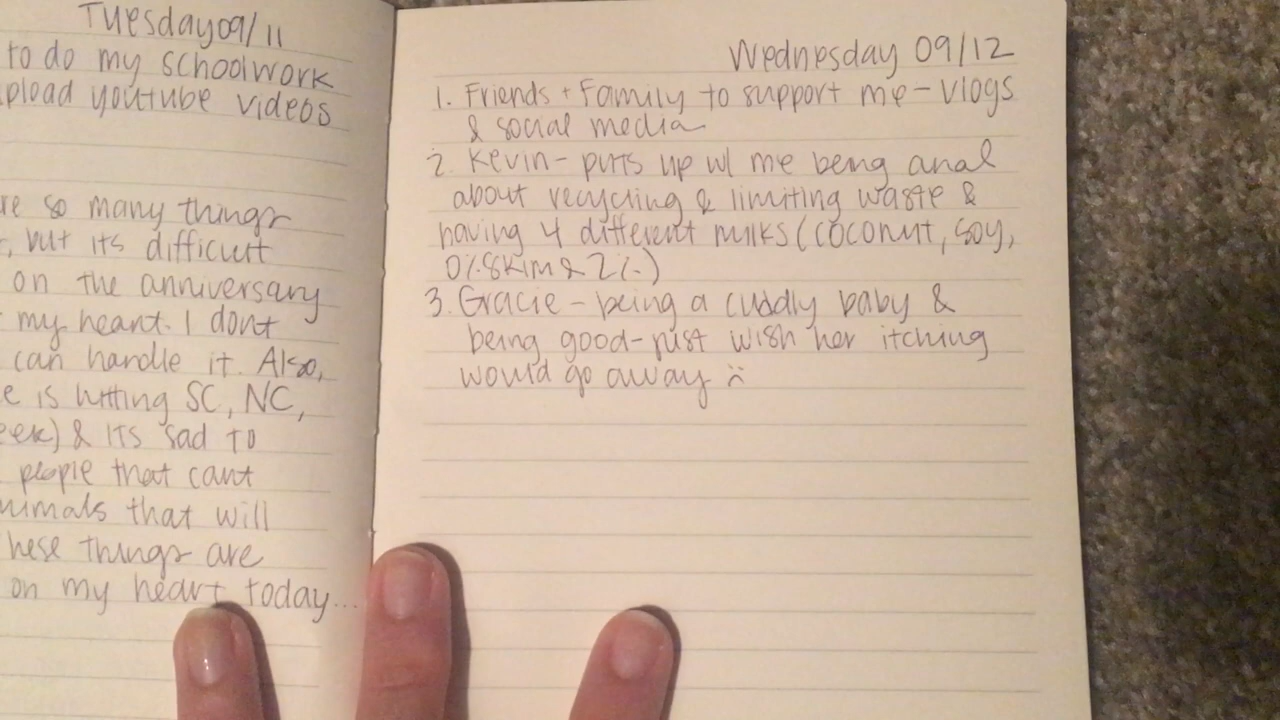 Tuesday 09/11
to do my schoolwork
pload youtube videos
re so many things
, but its difficult
on the anniversary
my heart. I dont
can handle it. Also,
e is hitting SC, NC,
eek) & its sad to
people that cant
nimals that will
hese things are
on my heart today...
Wednesday 09/12
1. Friends + Family to support me - vlogs
& social media
2. Kevin - puts up w/ me being anal
about recycling & limiting waste &
having 4 different milks (coconut, soy,
0% skim & 2%)
3. Gracie - being a cuddly baby &
being good - just wish her itching
would go away :(